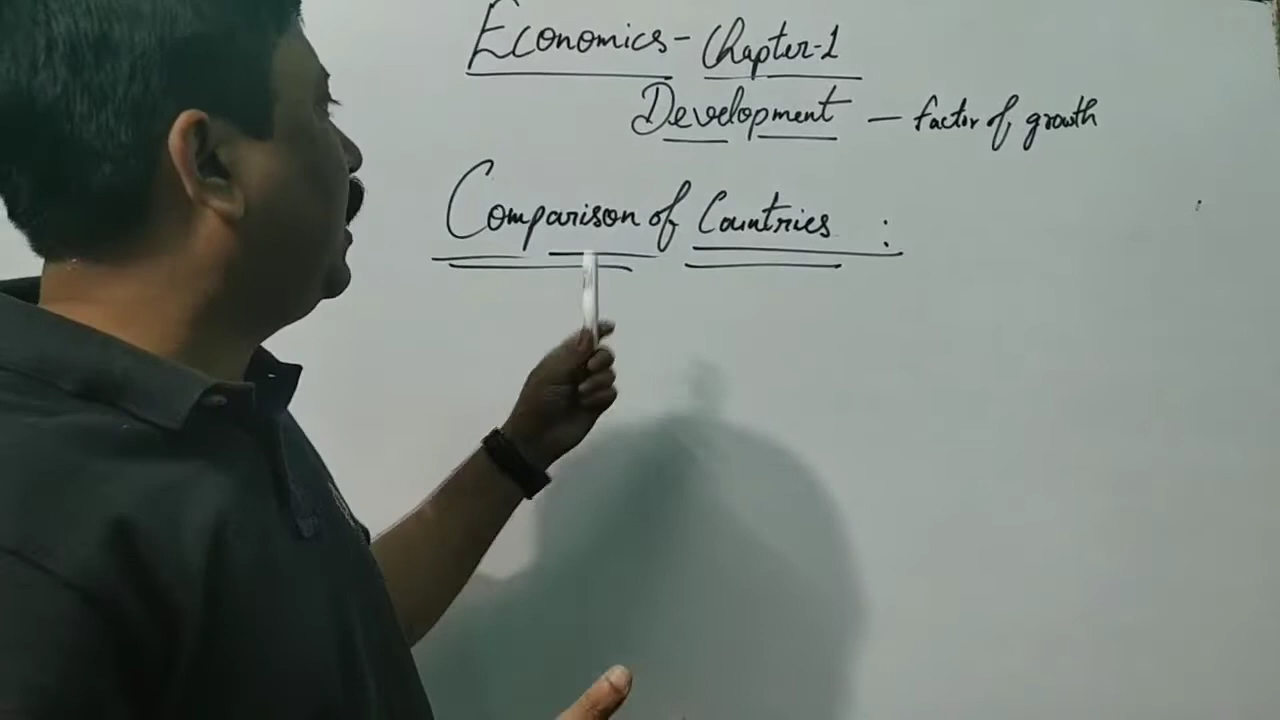 Economics - Chapter-1
Development - factor of growth
Comparison of Countries :